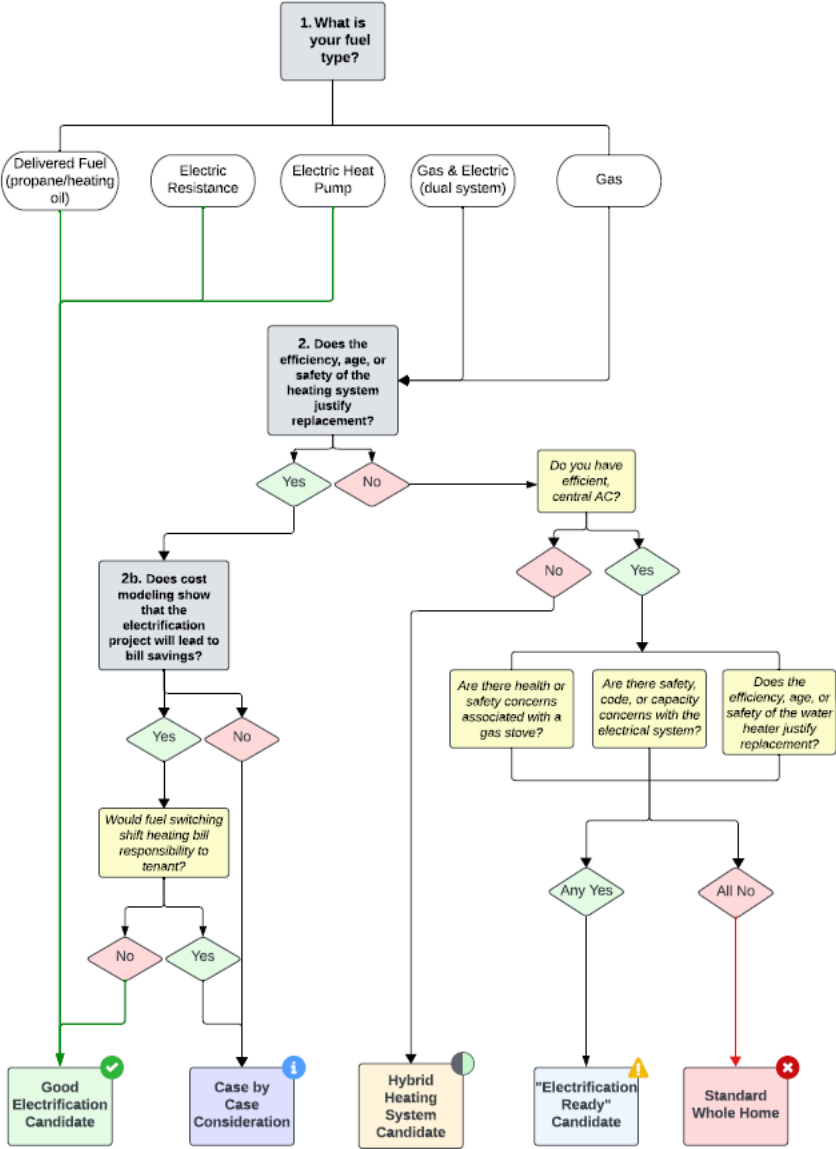 1. What is
your fuel
type?
Delivered Fuel
(propane/heating
oil)
Electric
Resistance
Electric Heat
Pump
Gas & Electric
(dual system)
Gas
2. Does the
efficiency, age, or
safety of the
heating system
justify
replacement?
Yes
No
Do you have
efficient,
central AC?
No
Yes
2b. Does cost
modeling show
that the
electrification
project will lead to
bill savings?
Are there health or
safety concerns
associated with a
gas stove?
Are there safety,
code, or capacity
concerns with the
electrical system?
Does the
efficiency, age, or
safety of the water
heater justify
replacement?
Yes
No
Would fuel switching
shift heating bill
responsibility to
tenant?
Any Yes
All No
No
Yes
Good
Electrification
Candidate
Case by
Case
Consideration
Hybrid
Heating
System
Candidate
"Electrification
Ready"
Candidate
Standard
Whole Home